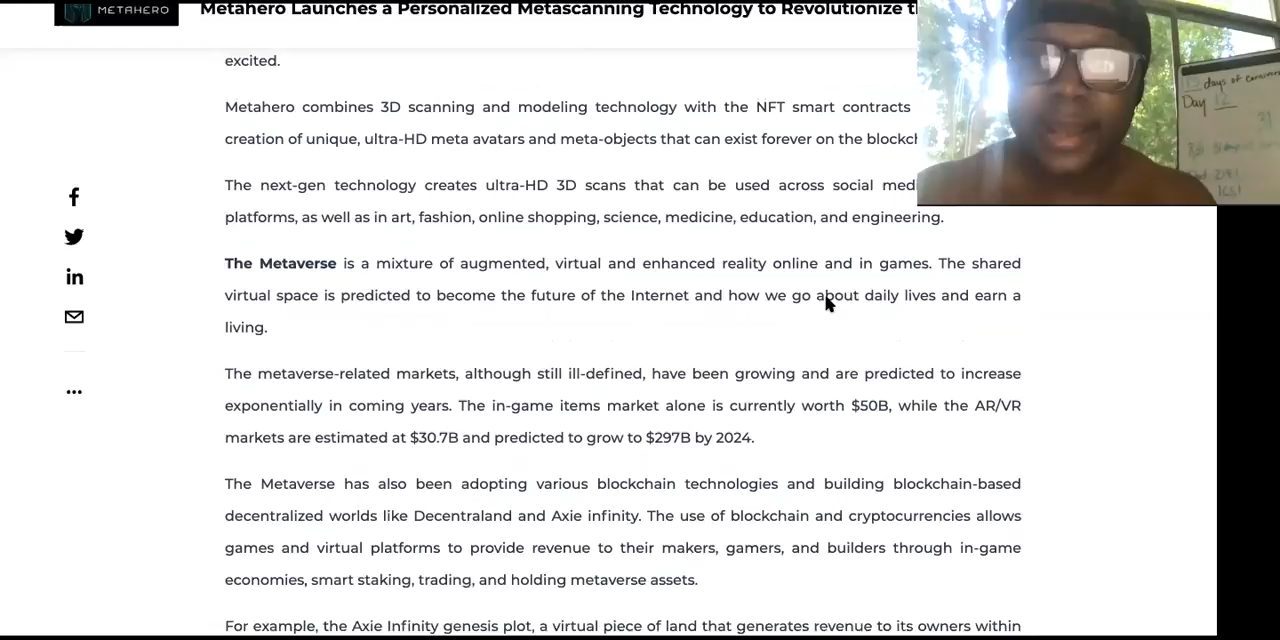 METAHERO
Metahero Launches a Personalized Metascanning Technology to Revolutionize
excited.
Metahero combines 3D scanning and modeling technology with the NFT smart contracts
creation of unique, ultra-HD meta avatars and meta-objects that can exist forever on the
The next-gen technology creates ultra-HD 3D scans that can be used across social
platforms, as well as in art, fashion, online shopping, science, medicine, education, and engineering.
The Metaverse is a mixture of augmented, virtual and enhanced reality online and in games. The shared
virtual space is predicted to become the future of the Internet and how we go about daily lives and earn a
living.
The metaverse-related markets, although still ill-defined, have been growing and are predicted to increase
exponentially in coming years. The in-game items market alone is currently worth $50B, while the AR/VR
markets are estimated at $30.7B and predicted to grow to $297B by 2024.
The Metaverse has also been adopting various blockchain technologies and building blockchain-based
decentralized worlds like Decentraland and Axie infinity. The use of blockchain and cryptocurrencies allows
games and virtual platforms to provide revenue to their makers, gamers, and builders through in-game
economies, smart staking, trading, and holding metaverse assets.
For example, the Axie Infinity genesis plot, a virtual piece of land that generates revenue to its owners within
days of
Day 12